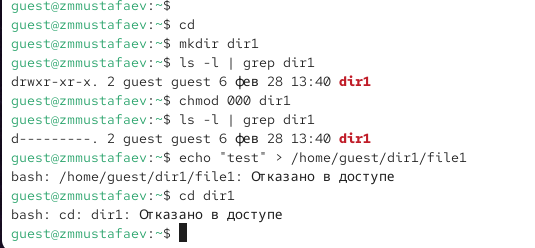 guest@zmmustafaev:~$
guest@zmmustafaev:~$ cd
guest@zmmustafaev:~$ mkdir dir1
guest@zmmustafaev:~$ ls -l | grep dir1
drwxr-xr-x. 2 guest guest 6 фев 28 13:40 dir1
guest@zmmustafaev:~$ chmod 000 dir1
guest@zmmustafaev:~$ ls -l | grep dir1
d---------. 2 guest guest 6 фев 28 13:40 dir1
guest@zmmustafaev:~$ echo "test" > /home/guest/dir1/file1
bash: /home/guest/dir1/file1: Отказано в доступе
guest@zmmustafaev:~$ cd dir1
bash: cd: dir1: Отказано в доступе
guest@zmmustafaev:~$